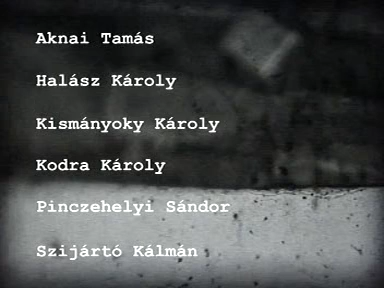 Aknai Tamás
Halász Károly
Kismányoky Károly
Kodra Károly
Pinczehelyi Sándor
Szijártó Kálmán